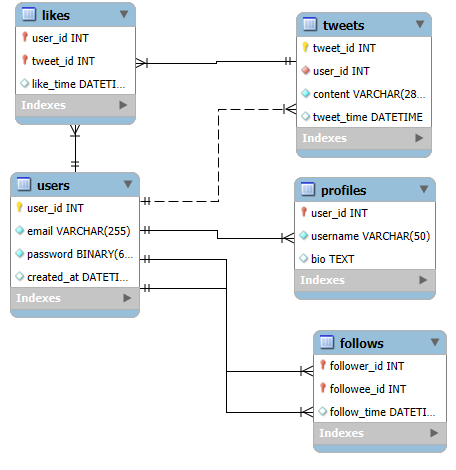 likes
user_id INT
tweet_id INT
like_time DATETI...
Indexes
tweets
tweet_id INT
user_id INT
content VARCHAR(28...
tweet_time DATETIME
Indexes
users
user_id INT
email VARCHAR(255)
password BINARY(6...
created_at DATETI...
Indexes
profiles
user_id INT
username VARCHAR(50)
bio TEXT
Indexes
follows
follower_id INT
followee_id INT
follow_time DATETI...
Indexes